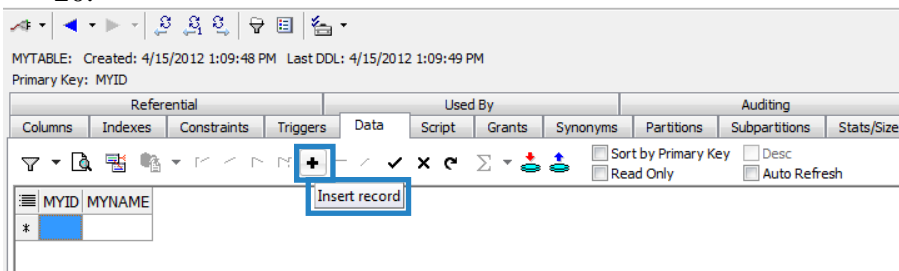 MYTABLE: Created: 4/15/2012 1:09:48 PM Last DDL: 4/15/2012 1:09:49 PM
Primary Key: MYID
Referential Used By Auditing
Columns Indexes Constraints Triggers Data Script Grants Synonyms Partitions Subpartitions Stats/Size
Sort by Primary Key Desc
Read Only Auto Refresh
Insert record
MYID MYNAME
*